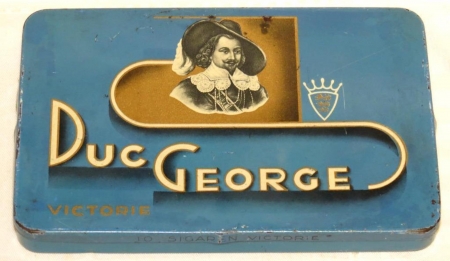 DUC GEORGE
VICTORIE
10. SIGAREN "VICTORIE"